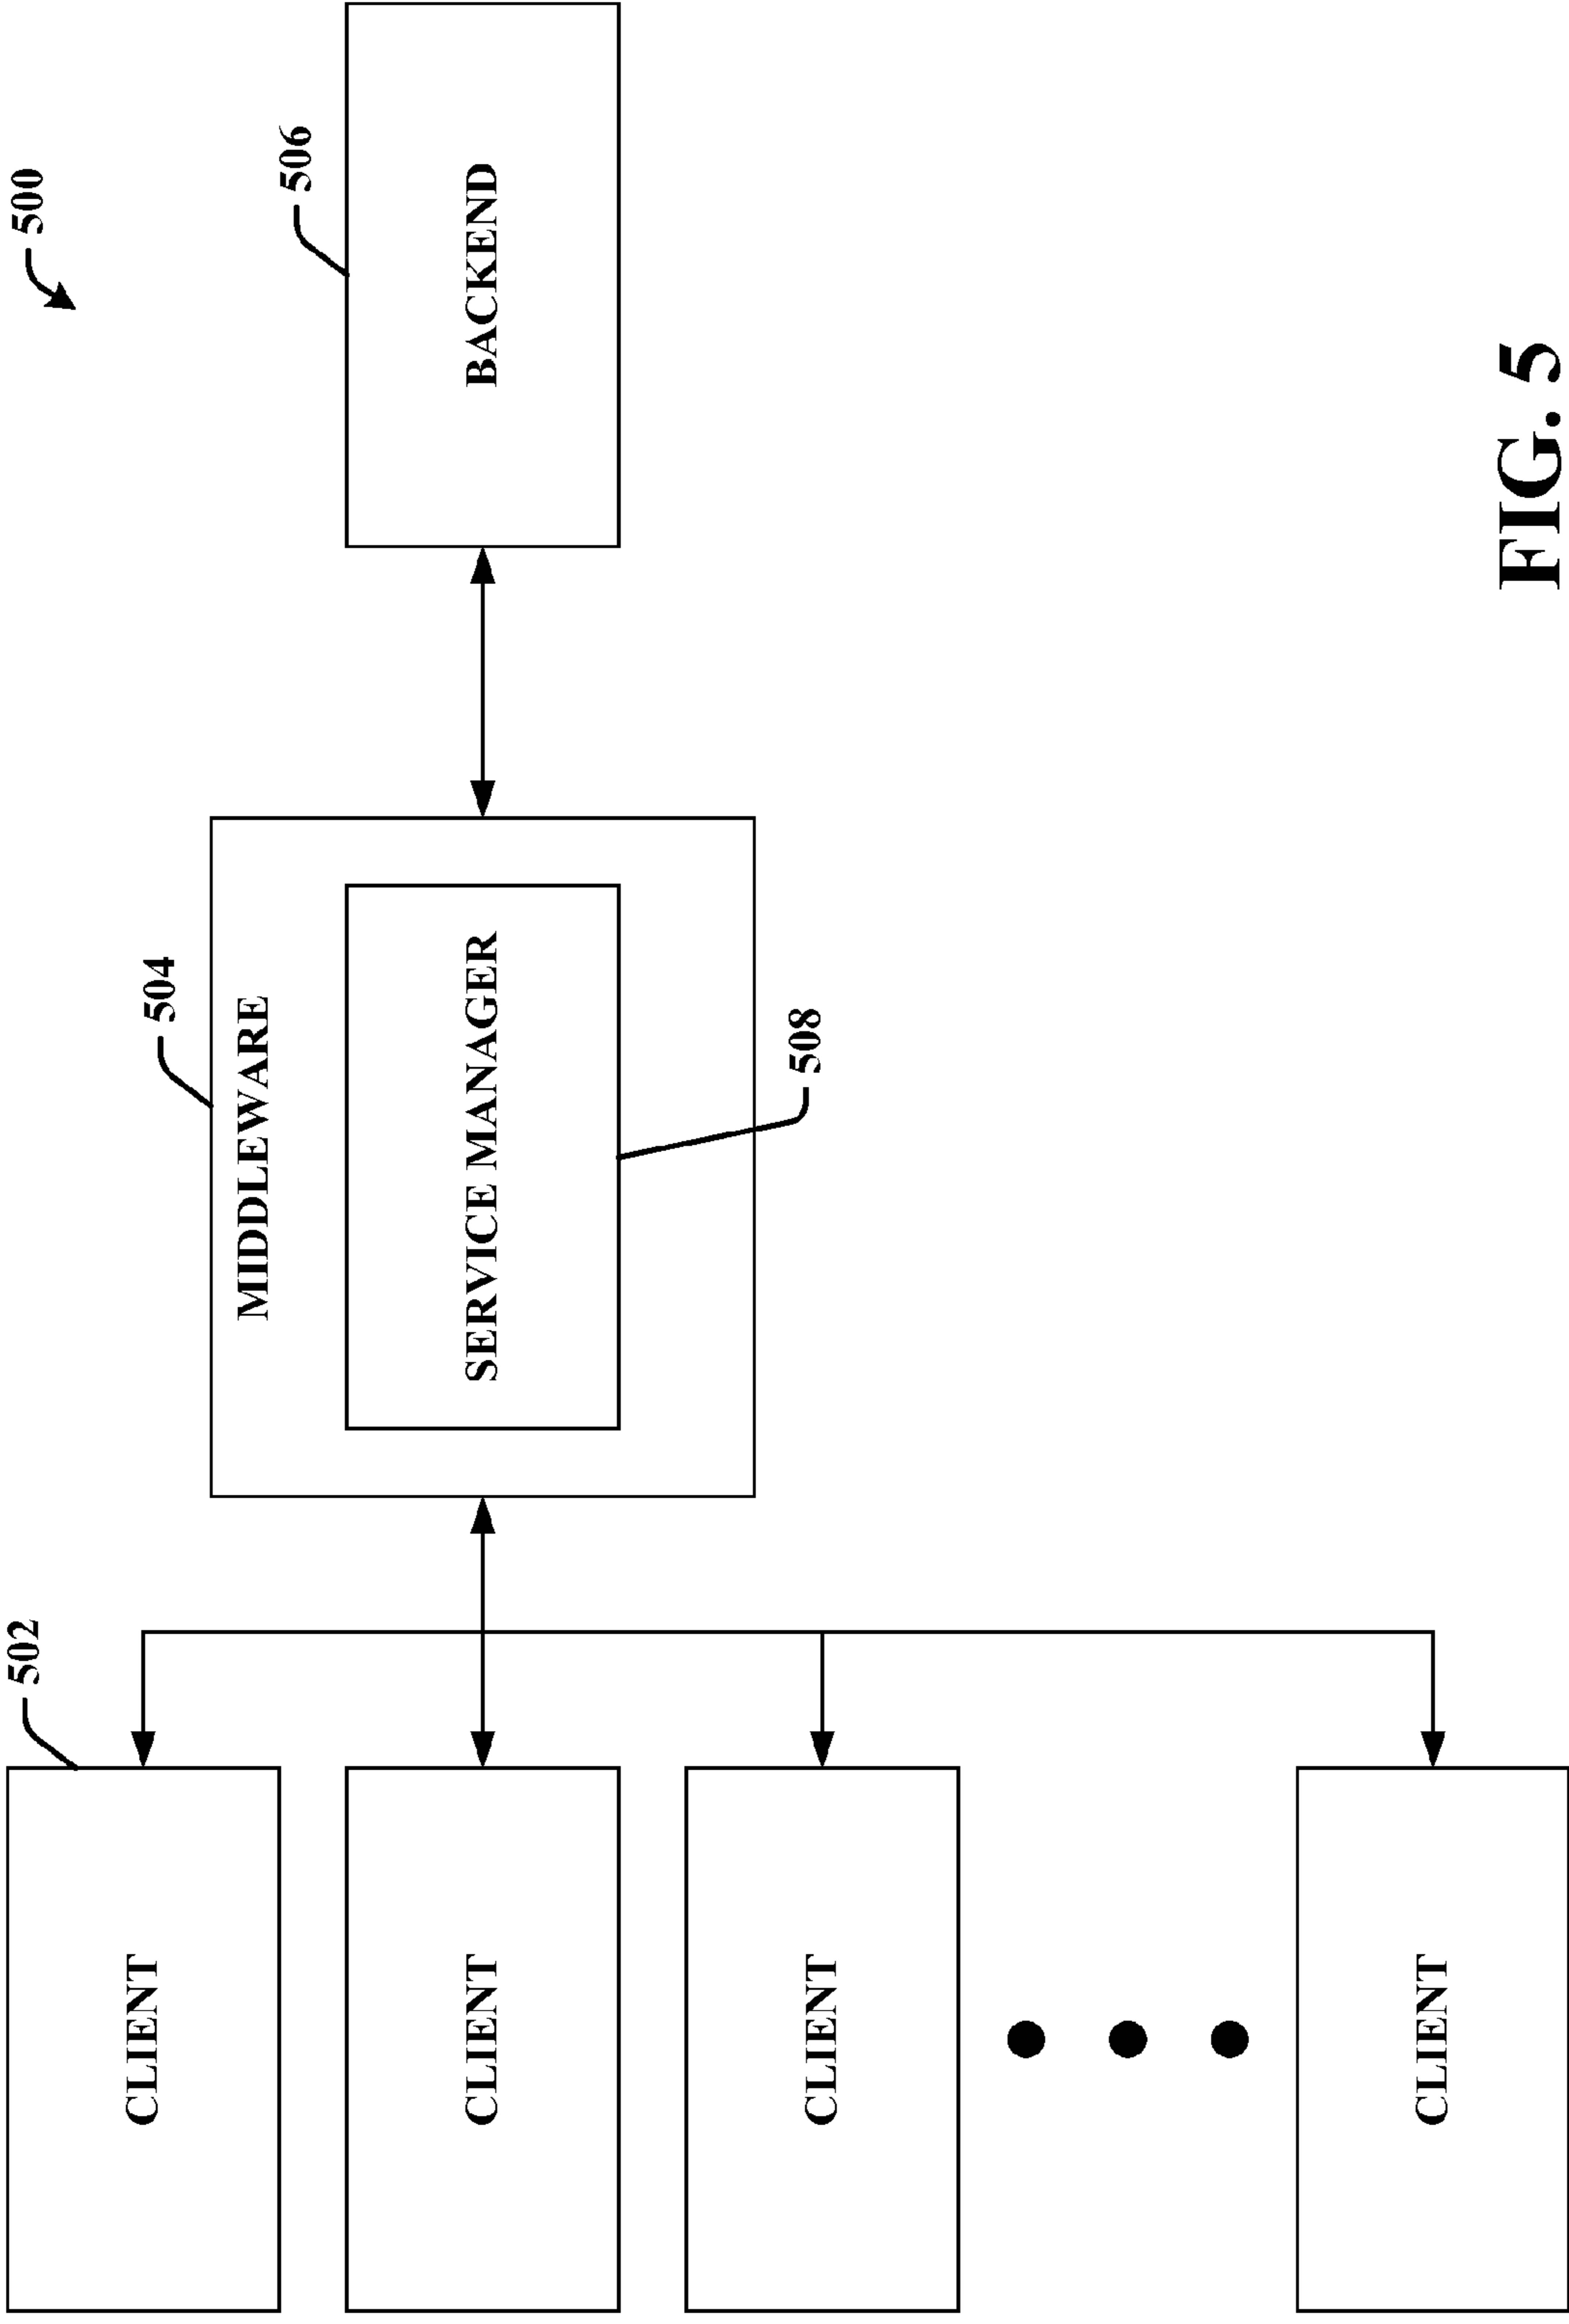 500
502
CLIENT
CLIENT
CLIENT
CLIENT
504
MIDDLEWARE
SERVICE MANAGER
508
506
BACKEND
FIG. 5